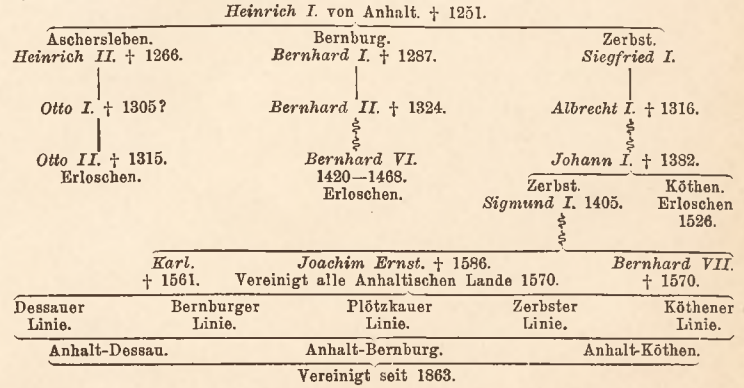 Heinrich I. von Anhalt. † 1251.
Aschersleben. Bernburg. Zerbst.
Heinrich II. † 1266. Bernhard I. † 1287. Siegfried I.
Otto I. † 1305? Bernhard II. † 1324. Albrecht I. † 1316.
Otto II. † 1315. Bernhard VI. Johann I. † 1382.
Erloschen. 1420—1468.
Erloschen.
Zerbst. Köthen.
Sigmund I. 1405. Erloschen
1526.
Karl. Joachim Ernst. † 1586. Bernhard VII.
† 1561. Vereinigt alle Anhaltischen Lande 1570. † 1570.
Dessauer Bernburger Plötzkauer Zerbster Köthener
Linie. Linie. Linie. Linie. Linie.
Anhalt-Dessau. Anhalt-Bernburg. Anhalt-Köthen.
Vereinigt seit 1863.